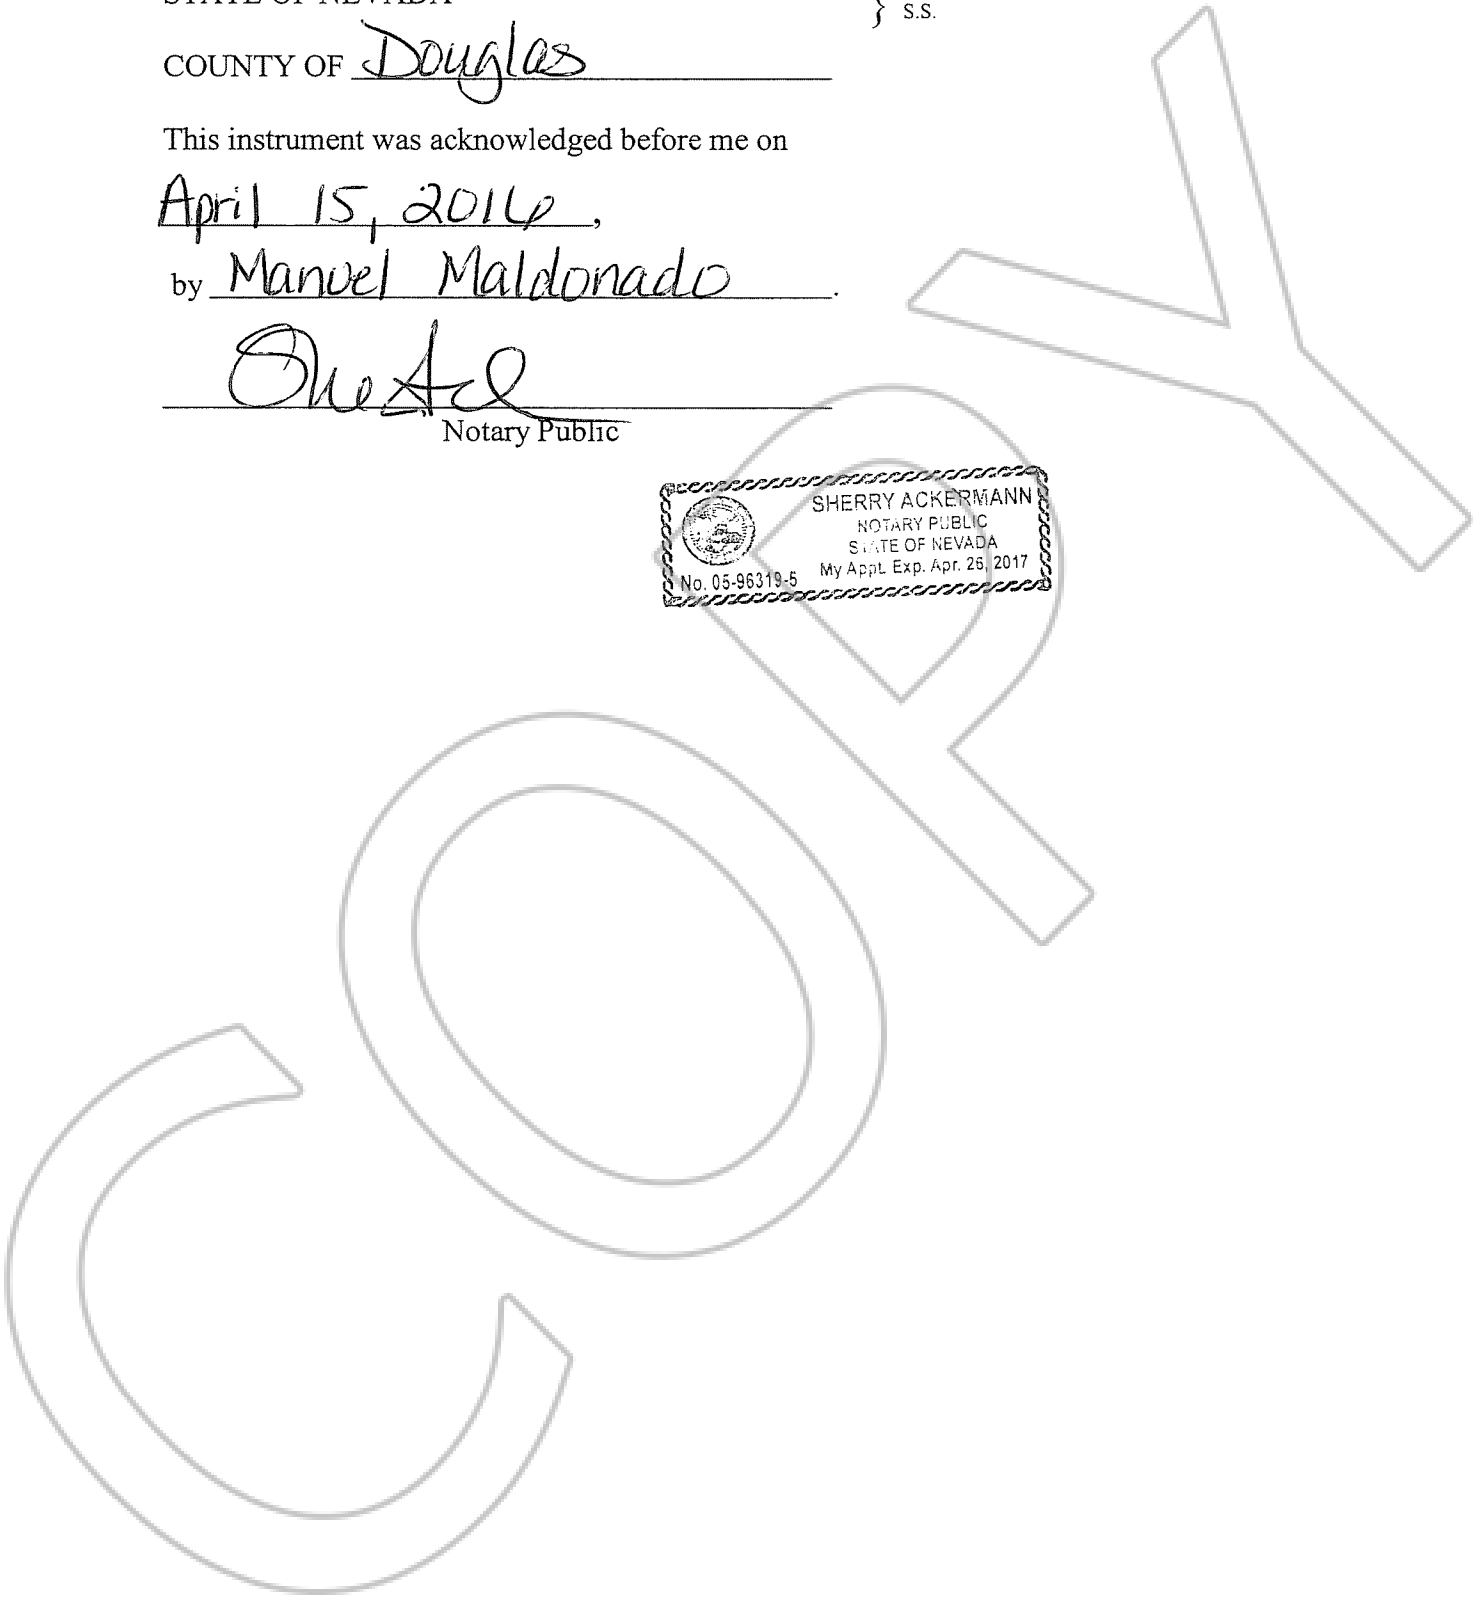 STATE OF NEVADA
} s.s.
COUNTY OF Douglas
This instrument was acknowledged before me on
April 15, 2016,
by Manuel Maldonado.
Notary Public
SHERRY ACKERMANN
NOTARY PUBLIC
STATE OF NEVADA
My Appt. Exp. Apr. 26, 2017
No. 05-96319-5
COPY